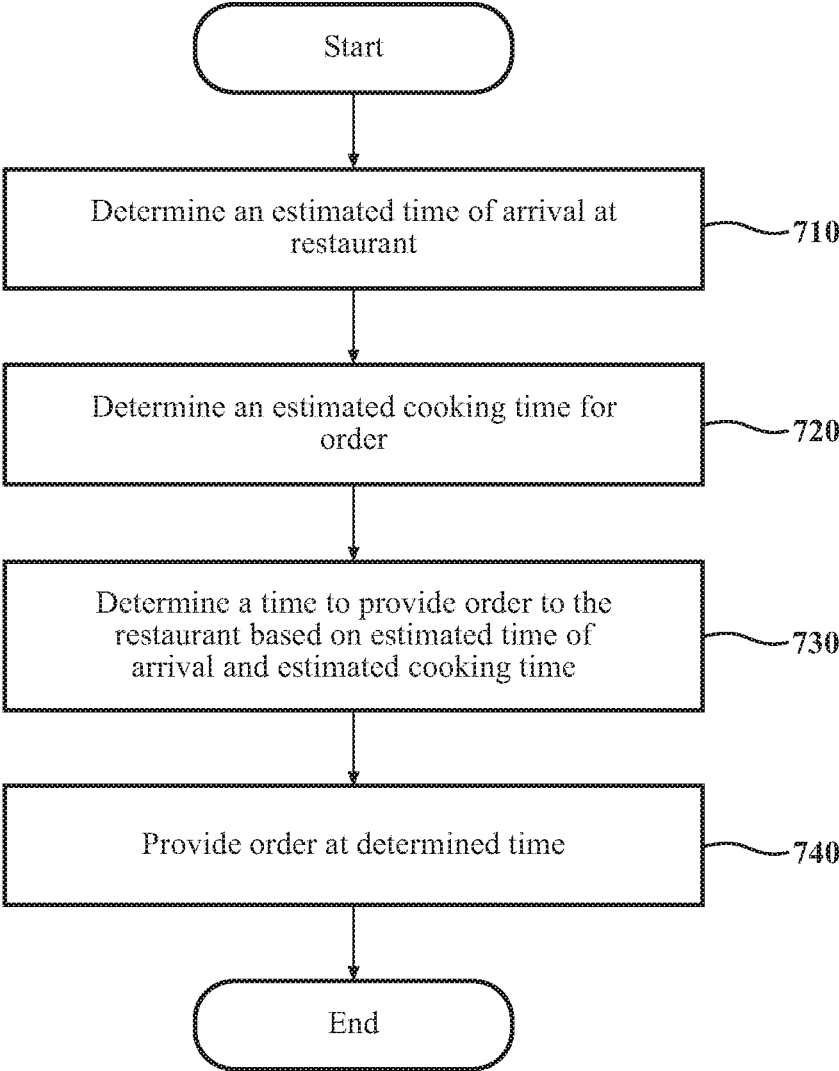 Start
Determine an estimated time of arrival at
restaurant
710
Determine an estimated cooking time for
order
720
Determine a time to provide order to the
restaurant based on estimated time of
arrival and estimated cooking time
730
Provide order at determined time
740
End